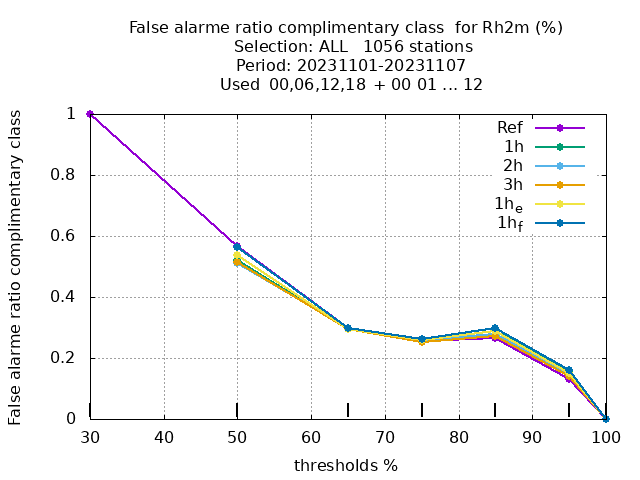 False alarme ratio complimentary class  for Rh2m (%)
Selection: ALL   1056 stations
Period: 20231101-20231107
Used  00,06,12,18  + 00 01 ... 12
False alarme ratio complimentary class
1
0.8
0.6
0.4
0.2
0
Ref
1h
2h
3h
1he
1hf
30 40 50 60 70 80 90 100
thresholds %